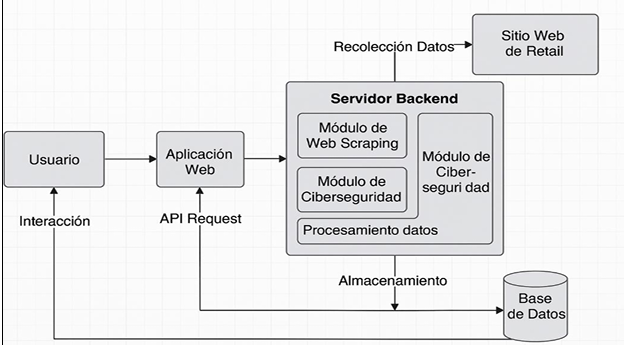 Recolección Datos
Sitio Web
de Retail
Servidor Backend
Módulo de
Web Scraping
Módulo de
Ciberseguridad
Módulo de
Ciber-
seguri dad
Procesamiento datos
Usuario
Aplicación
Web
Interacción
API Request
Almacenamiento
Base
de Datos